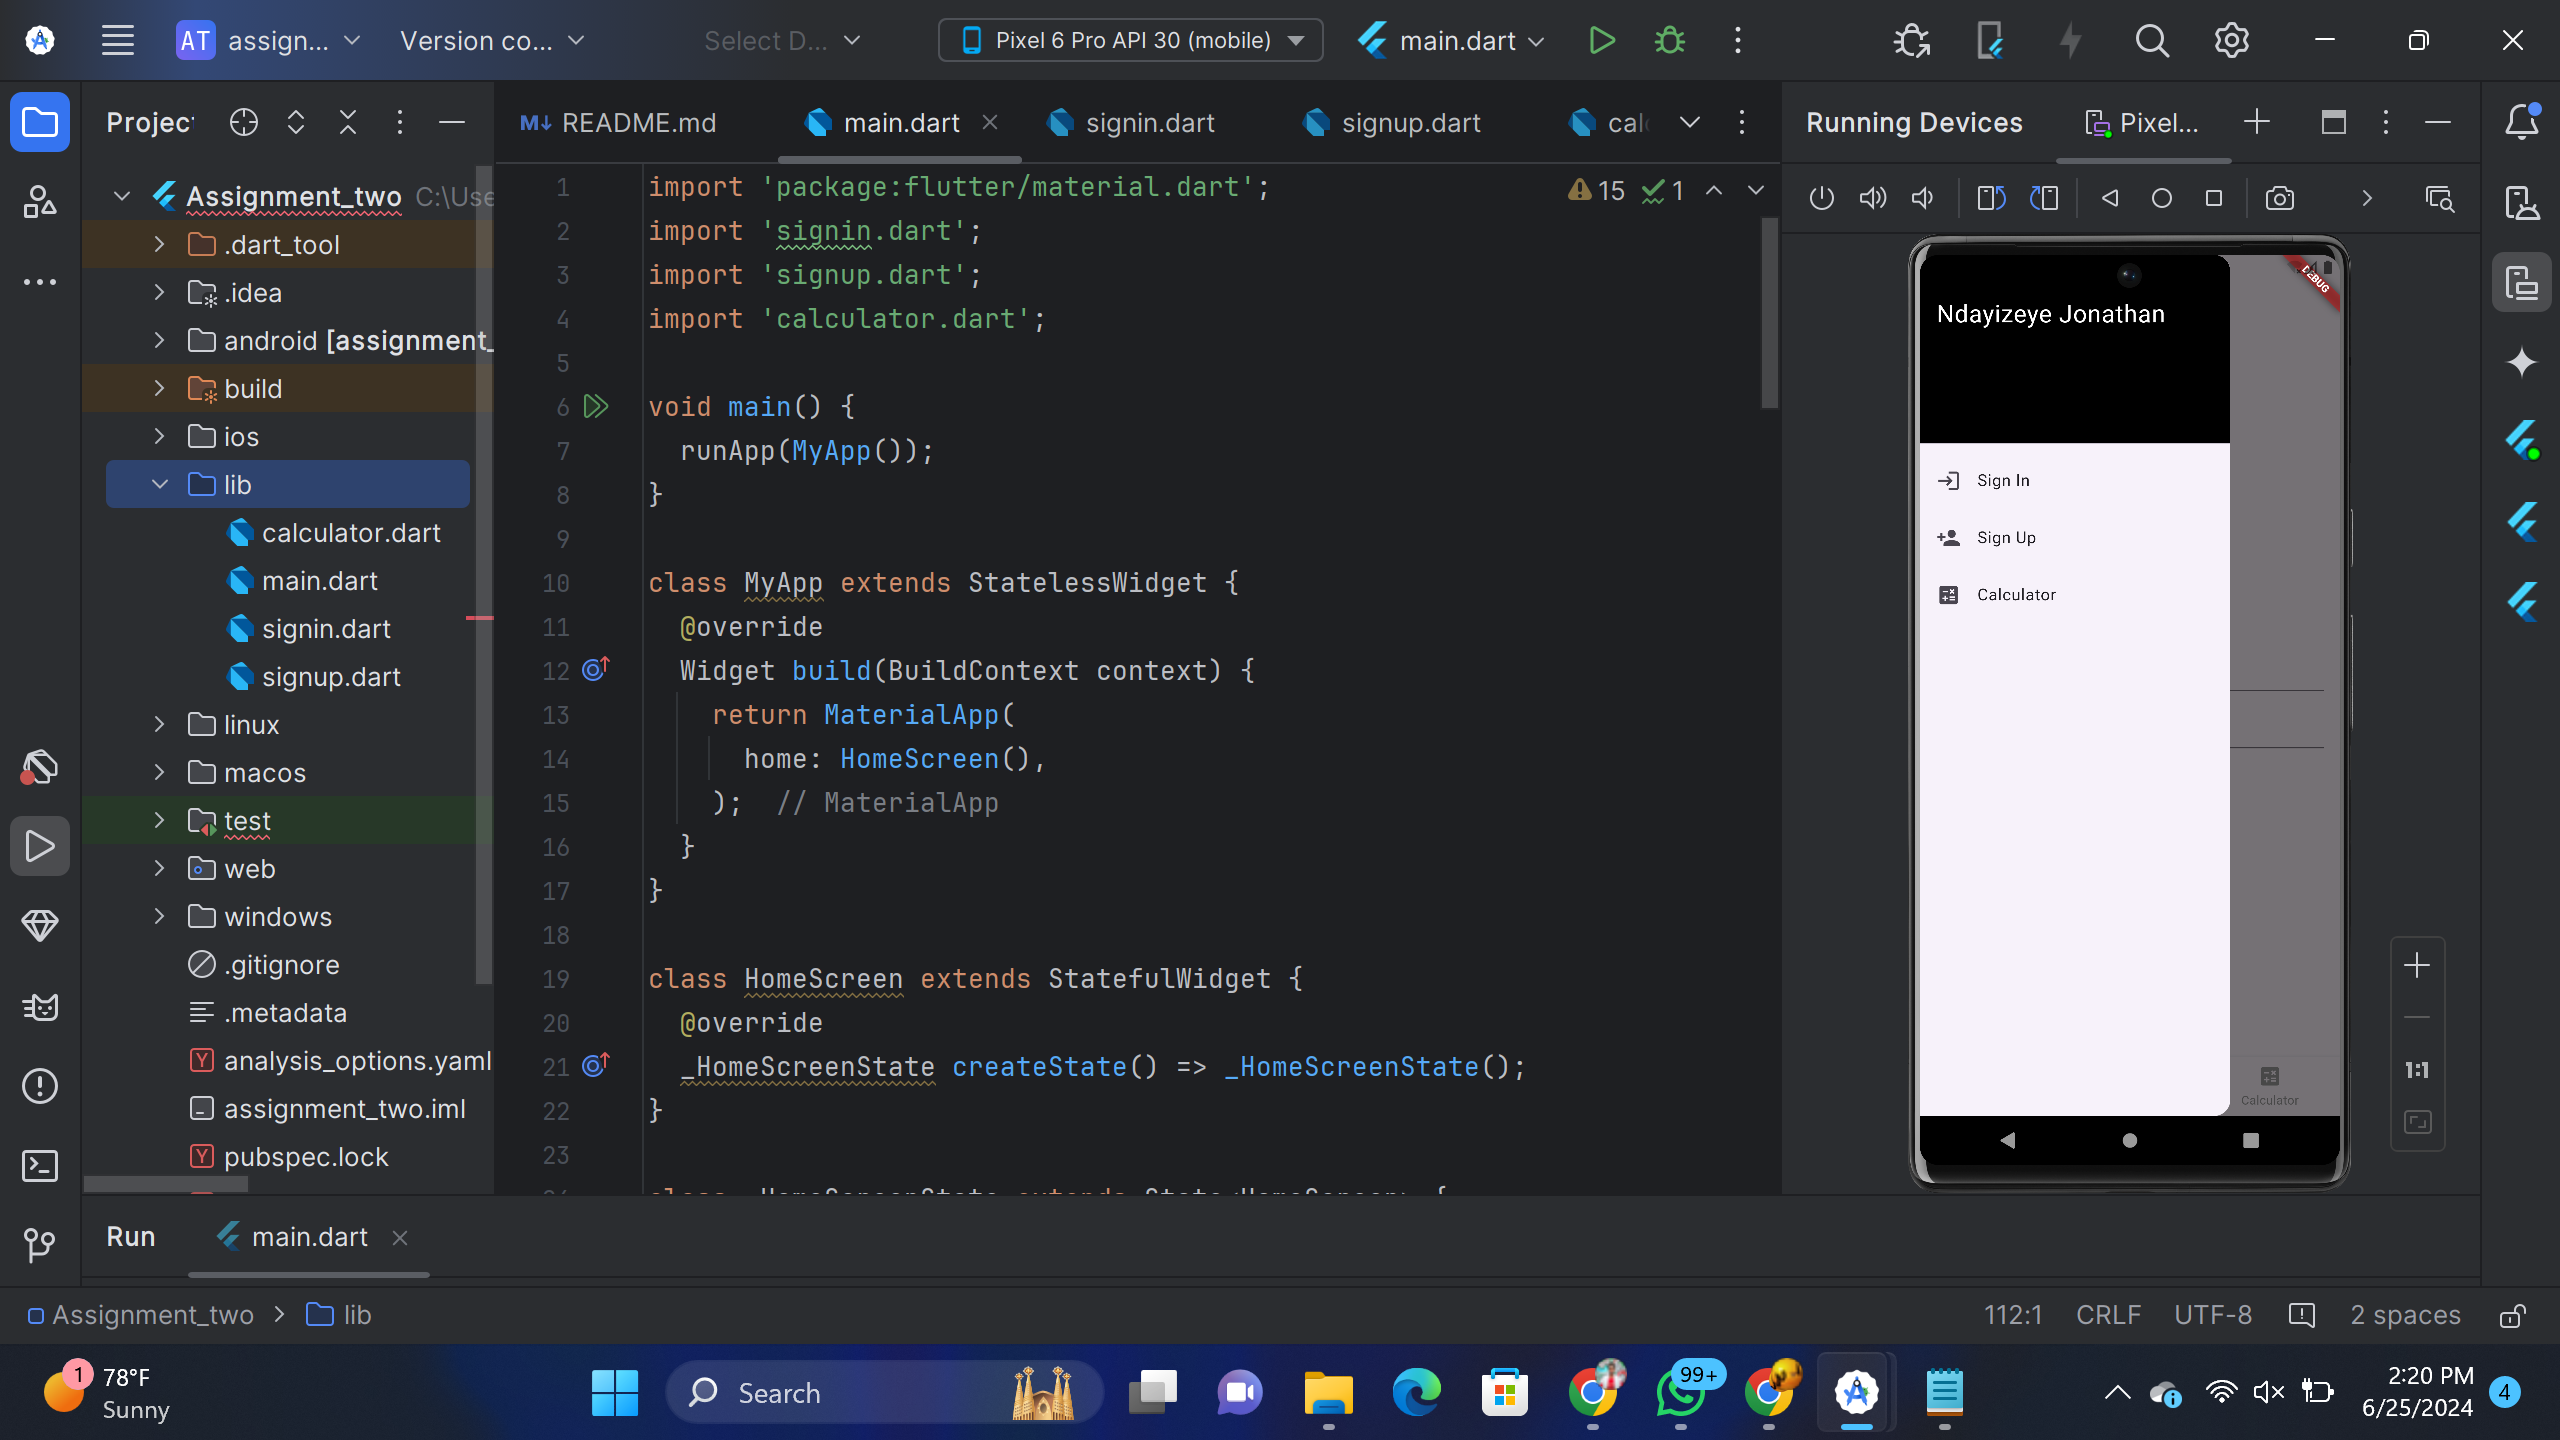 AT assign... Version co... Select D... Pixel 6 Pro API 30 (mobile) main.dart
Project
README.md main.dart signin.dart signup.dart
Running Devices Pixel...
Assignment_two C:\Use
.dart_tool
.idea
android [assignment_
build
ios
lib
calculator.dart
main.dart
signin.dart
signup.dart
linux
macos
test
web
windows
.gitignore
.metadata
analysis_options.yaml
assignment_two.iml
pubspec.lock
15 1
1 import 'package:flutter/material.dart';
2 import 'signin.dart';
3 import 'signup.dart';
4 import 'calculator.dart';
5
6 void main() {
7 runApp(MyApp());
8 }
9
10 class MyApp extends StatelessWidget {
11 @override
12 Widget build(BuildContext context) {
13 return MaterialApp(
14 home: HomeScreen(),
15 ); // MaterialApp
16 }
17 }
18
19 class HomeScreen extends StatefulWidget {
20 @override
21 _HomeScreenState createState() => _HomeScreenState();
22 }
23
DEBUG
Ndayizeye Jonathan
Sign In
Sign Up
Calculator
Calculator
1:1
Run main.dart
Assignment_two > lib
112:1 CRLF UTF-8 2 spaces
1
78°F
Sunny
Search
99+
2:20 PM
6/25/2024
4